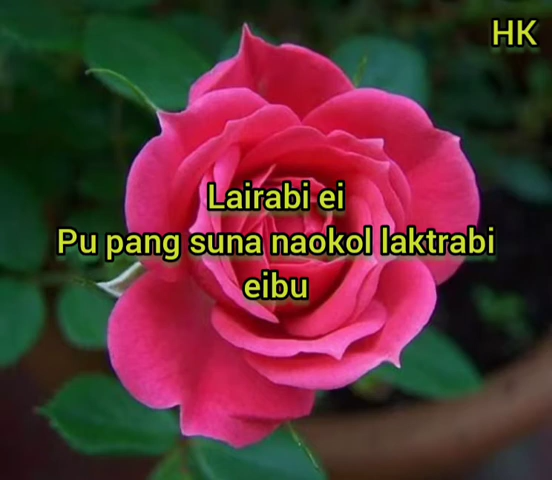 HK
Lairabi ei
Pu pang suna naokol laktrabi
eibu